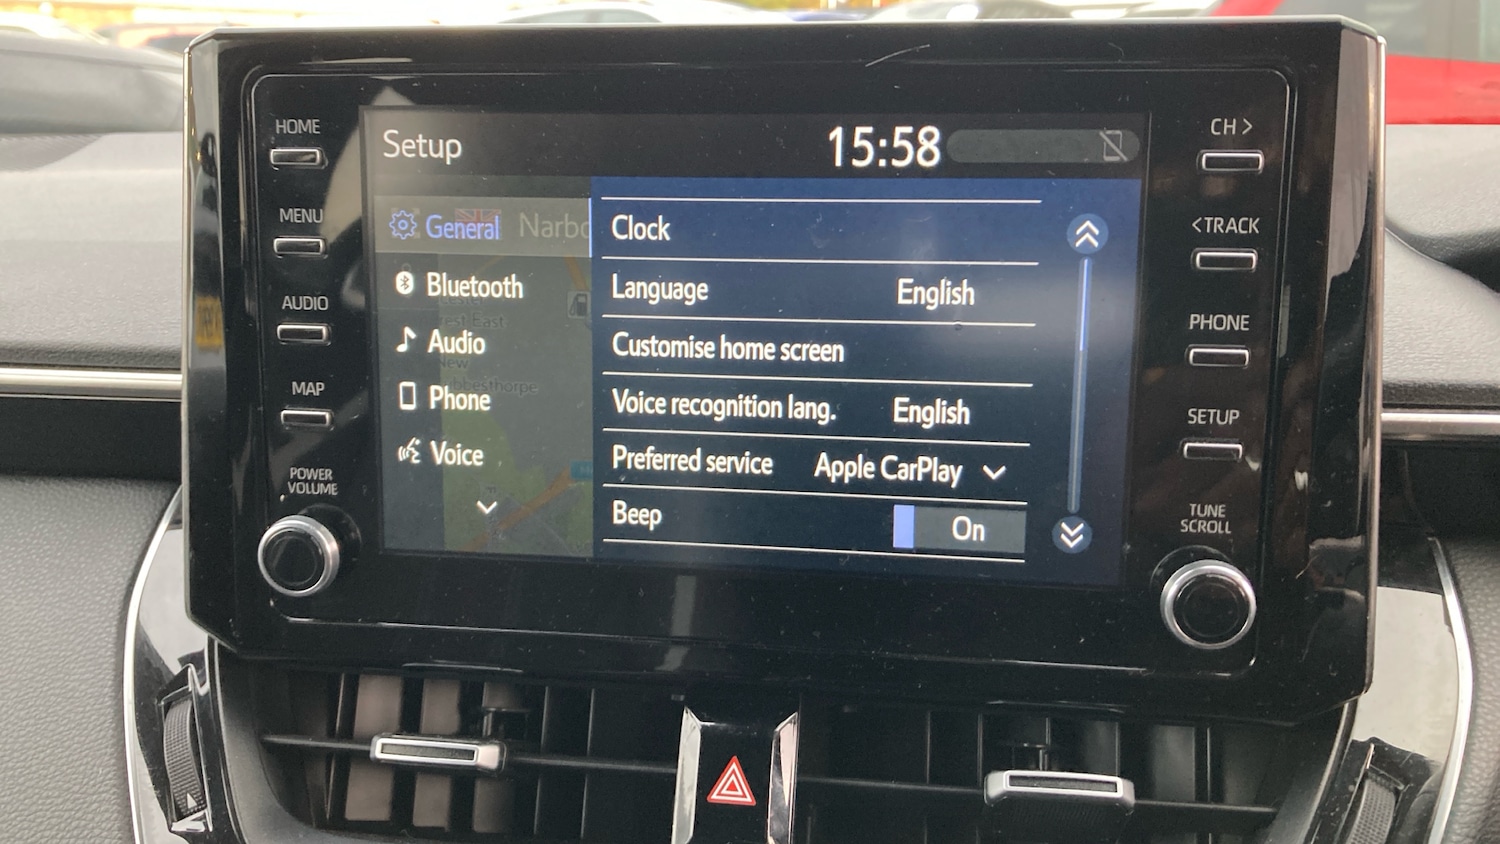 HOME
MENU
AUDIO
MAP
POWER
VOLUME
Setup
15:58
General
Narbo
Bluetooth
Audio
Phone
Voice
Clock
Language English
Customise home screen
Voice recognition lang. English
Preferred service Apple CarPlay
Beep On
CH >
< TRACK
PHONE
SETUP
TUNE
SCROLL